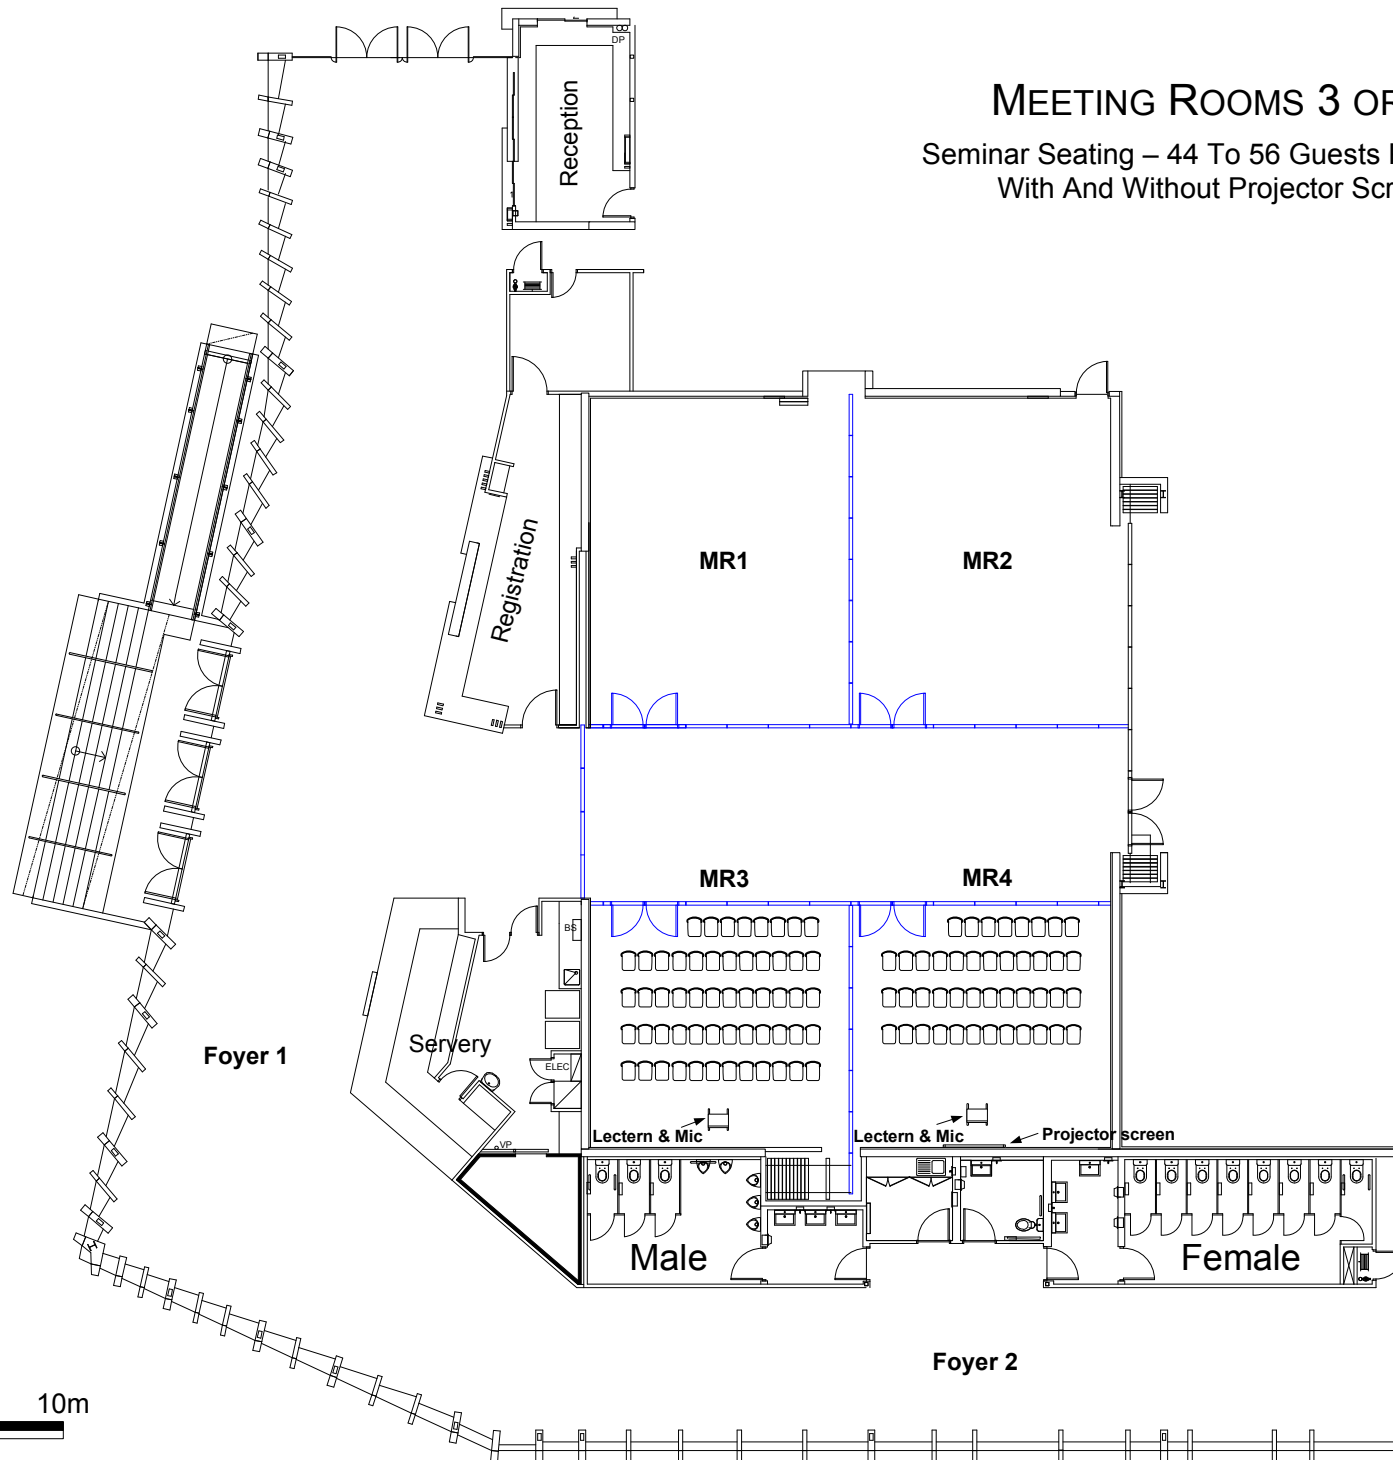 DP
Reception
MEETING ROOMS 3 OR
Seminar Seating – 44 To 56 Guests
With And Without Projector Scr
Registration
MR1
MR2
MR3
MR4
BS
Servery
ELEC
Foyer 1
VP
Lectern & Mic
Lectern & Mic
Projector screen
Male
Female
Foyer 2
10m